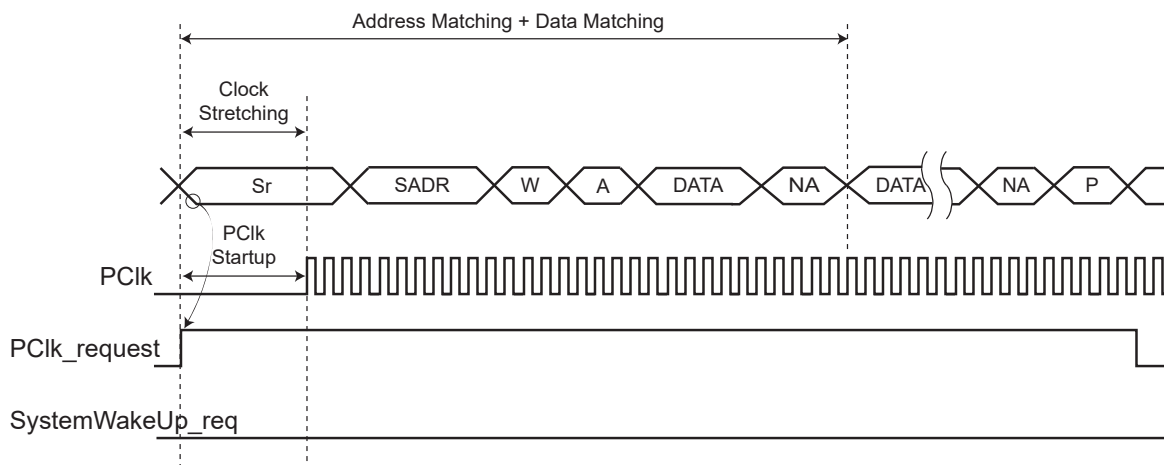 Address Matching + Data Matching
Clock
Stretching
Sr SADR W A DATA NA DATA NA P
PClk
Startup
PClk
PClk_request
SystemWakeUp_req